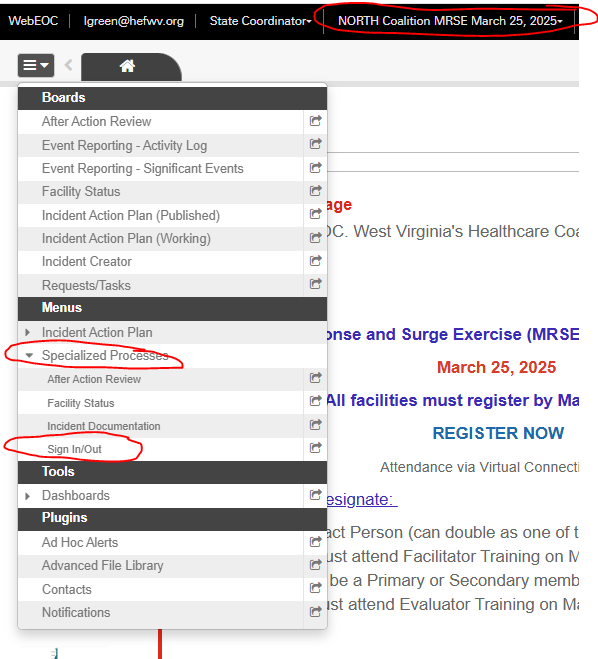 WebEOC lgreen@hefwv.org State Coordinator NORTH Coalition MRSE March 25, 2025
Boards
After Action Review
Event Reporting - Activity Log
Event Reporting - Significant Events
age
Facility Status
Incident Action Plan (Published)
OC. West Virginia's Healthcare Coa
Incident Action Plan (Working)
Incident Creator
Requests/Tasks
Menus
Incident Action Plan
onse and Surge Exercise (MRSE
Specialized Processes
March 25, 2025
After Action Review
Facility Status
All facilities must register by Ma
Incident Documentation
REGISTER NOW
Sign In/Out
Tools
Attendance via Virtual Connecti
Dashboards
esignate:
Plugins
act Person (can double as one of t
Ad Hoc Alerts
ust attend Facilitator Training on M
Advanced File Library
be a Primary or Secondary memb
Contacts
ust attend Evaluator Training on Ma
Notifications